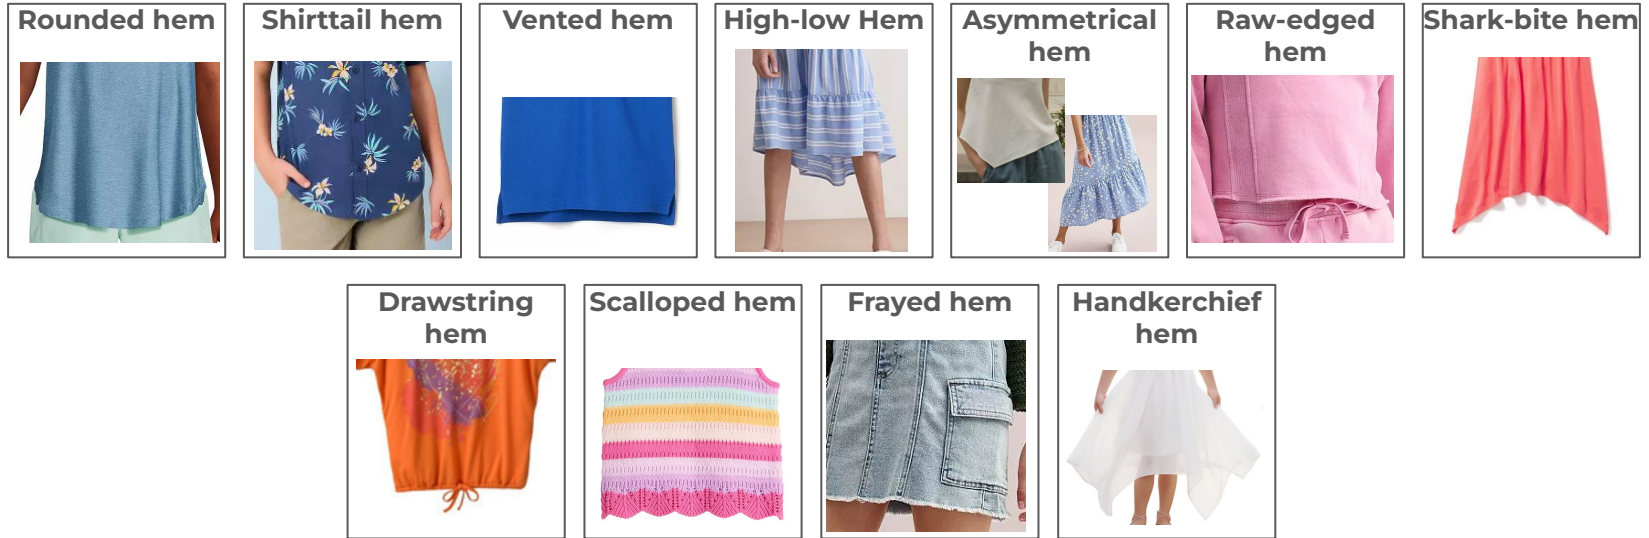 Rounded hem
Shirttail hem
Vented hem
High-low Hem
Asymmetrical
hem
Raw-edged
hem
Shark-bite hem
Drawstring
hem
Scalloped hem
Frayed hem
Handkerchief
hem